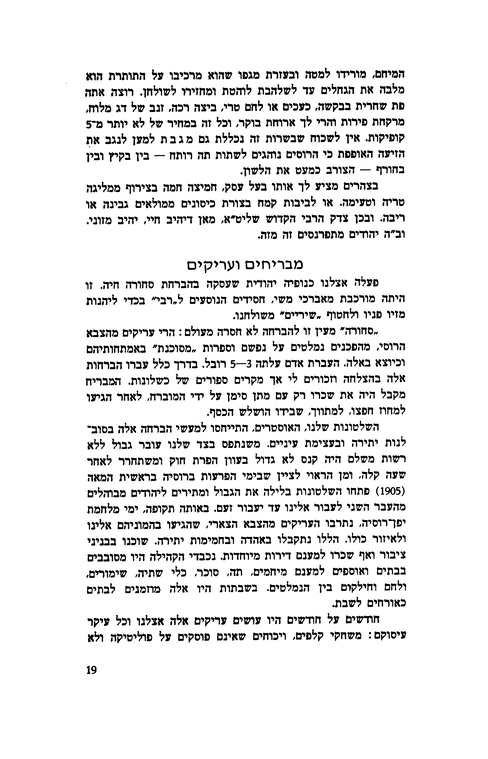 המיחם, מורידו למטה ובעזרת מגפו שהוא מרכיבו על התותרת הוא
מלבה את הגחלים עד לשלהבת לוהטת ומחזירו לשולחן. רוצה אתה
פת שחרית בבקשה, כעכים או לחם טרי, ביצה רכה, זנב של דג מלוח,
מרקחת פירות והרי לך ארוחת בוקר, וכל זה במחיר של לא יותר מ־5
קופיקות. אין לשכוח שבשרות זה נכללת גם מגבת למען לנגב את
הזיעה האופפת כי הרוסים נוהגים לשתות תה רותח — בין בקיץ ובין
בחורף — הצורב כמעט את הלשון.
בצהרים מציע לך אותו בעל עסק, חמיצה חמה בצירוף ממליגה
טריה וטעימה. או לביבות קמח בצורת כיסונים ממולאים גבינה או
ריבה. ובכן צדק הרבי הקדוש שליט״א, מאן דיהיב חיי, יהיב מזוני.
וב״ה יהודים מתפרנסים זה מזה.
מבריחים ועריקים
פעלה אצלנו כנופיה יהודית שעסקה בהברחת סחורה חיה. זו
היתה מורכבת מאברכי משי, חסידים הנוסעים ל„רבי״ בכדי ליהנות
מזיו פניו ולחטוף „שיריים״ משולחנו.
„סחורה״ מעין זו להברחה לא חסרה מעולם: הרי עריקים מהצבא
הרוסי, מהפכנים נמלטים על נפשם וספרות „מסוכנת״ באמתחותיהם
וכיוצא באלה. העברת אדם עלתה 3—5 רובל. בדרך כלל עברו הברחות
אלה בהצלחה וזכורים לי אך מקרים ספורים של כשלונות. המבריח
מקבל היה את שכרו רק עם מתן סימן על ידי המוברח, לאחר הגיעו
למחוז חפצו, למתווך, שבידו הושלש הכסף.
השלטונות שלנו, האוסטרים, התייחסו למעשי הברחה אלה בסוב־
לנות יתירה ובעצימת עיניים. משנתפס בצד שלנו עובר גבול ללא
רשות משלם היה קנס לא גדול בעוון הפרת חוק ומשתחרר לאחר
שעה קלה, ומן הראוי לציין שבימי הפרעות ברוסיה בראשית המאה
(1905) פתחו השלטונות בלילה את הגבול ומתירים ליהודים מבוהלים
מהעבר השני לעבור אלינו עד יעבור זעם. באותה תקופה, ימי מלחמת
יפן־רוסיה, נתרבו העריקים מהצבא הצארי, שהגיעו בהמוניהם אלינו
ולאיזור כולו. הללו נתקבלו באהדה ובחמימות יתירה. שוכנו בבניני
ציבור ואף שכרו למענם דירות מיוחדות. נכבדי הקהילה היו מסובבים
בבתים ואוספים למענם מיחמים, תה, סוכר, כלי שתיה, שימורים,
ולחם וחילקום בין הנמלטים. בשבתות היו אלה מוזמנים לבתים
כאורחים לשבת.
חודשים על חודשים היו עושים עריקים אלה אצלנו וכל עיקר
עיסוקם: משחקי קלפים, ויכוחים שאינם פוסקים על פוליטיקה ולא
19